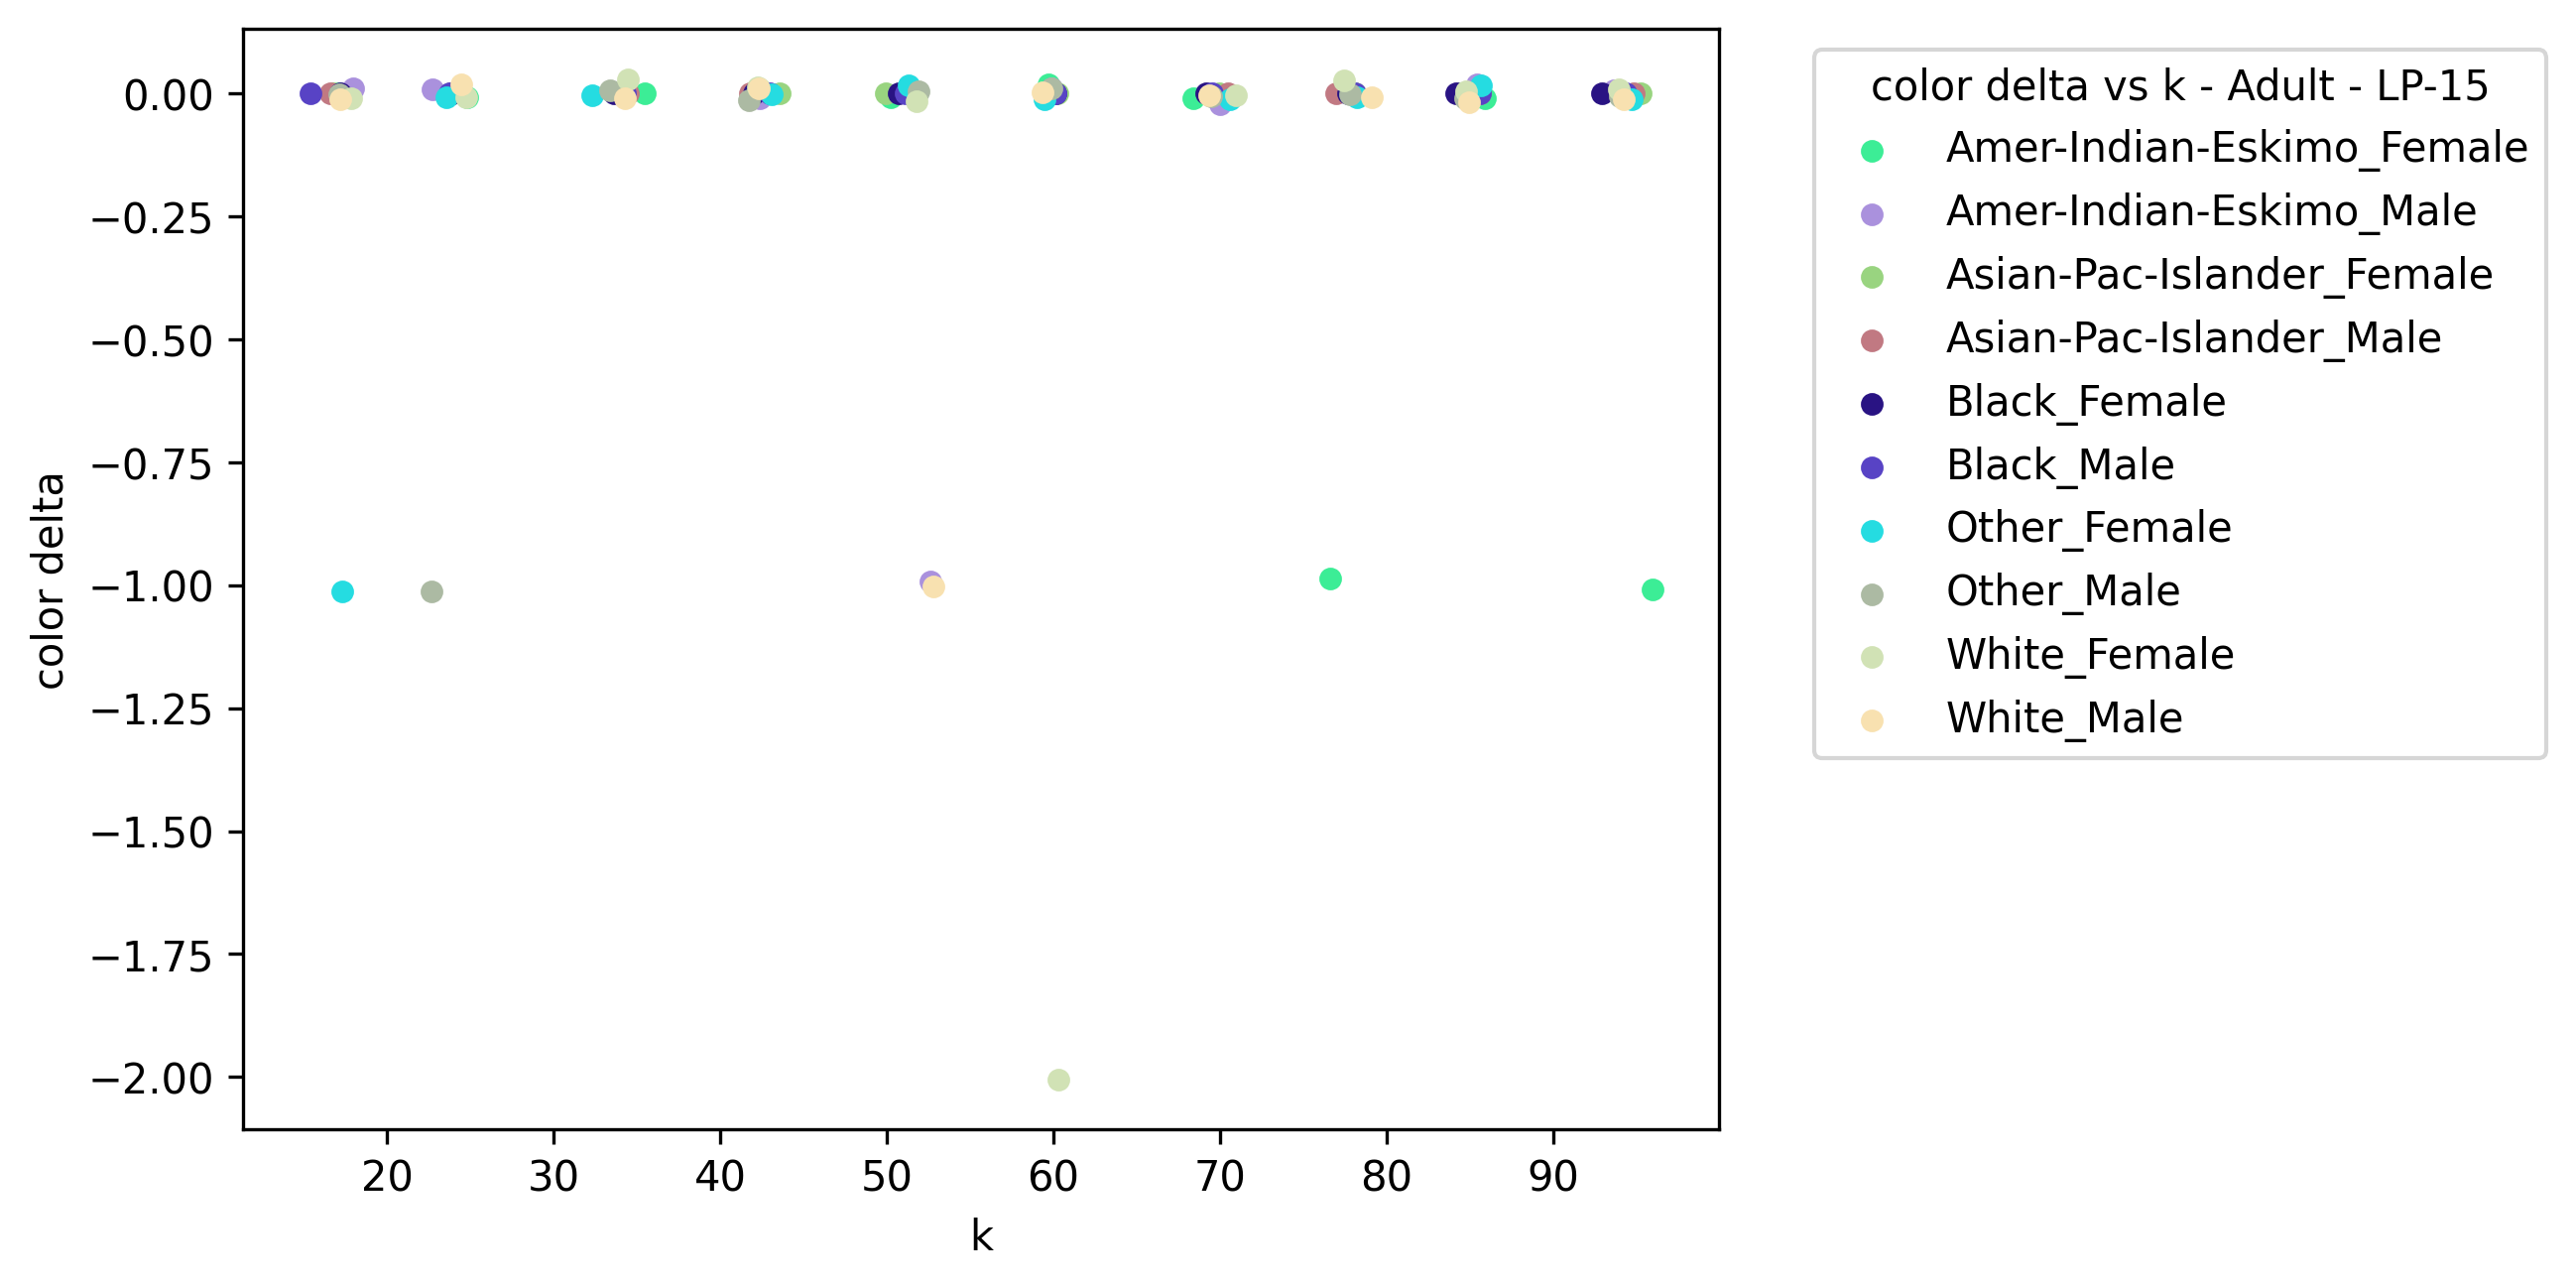 0.00
−0.25
−0.50
−0.75
−1.00
−1.25
−1.50
−1.75
−2.00
color delta
20 30 40 50 60 70 80 90
k
color delta vs k - Adult - LP-15
Amer-Indian-Eskimo_Female
Amer-Indian-Eskimo_Male
Asian-Pac-Islander_Female
Asian-Pac-Islander_Male
Black_Female
Black_Male
Other_Female
Other_Male
White_Female
White_Male